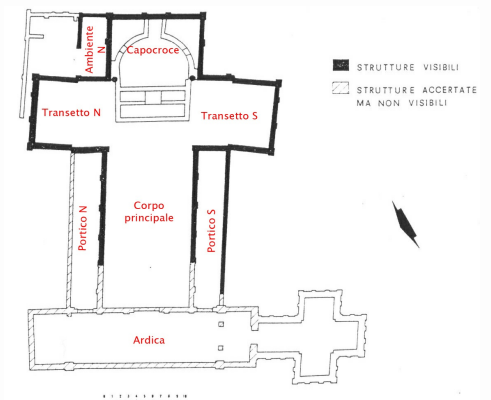 Ambiente
N
Capocroce
Transetto N
Transetto S
Corpo
principale
Portico N
Portico S
Ardica
STRUTTURE VISIBILI
STRUTTURE ACCERTATE
MA NON VISIBILI